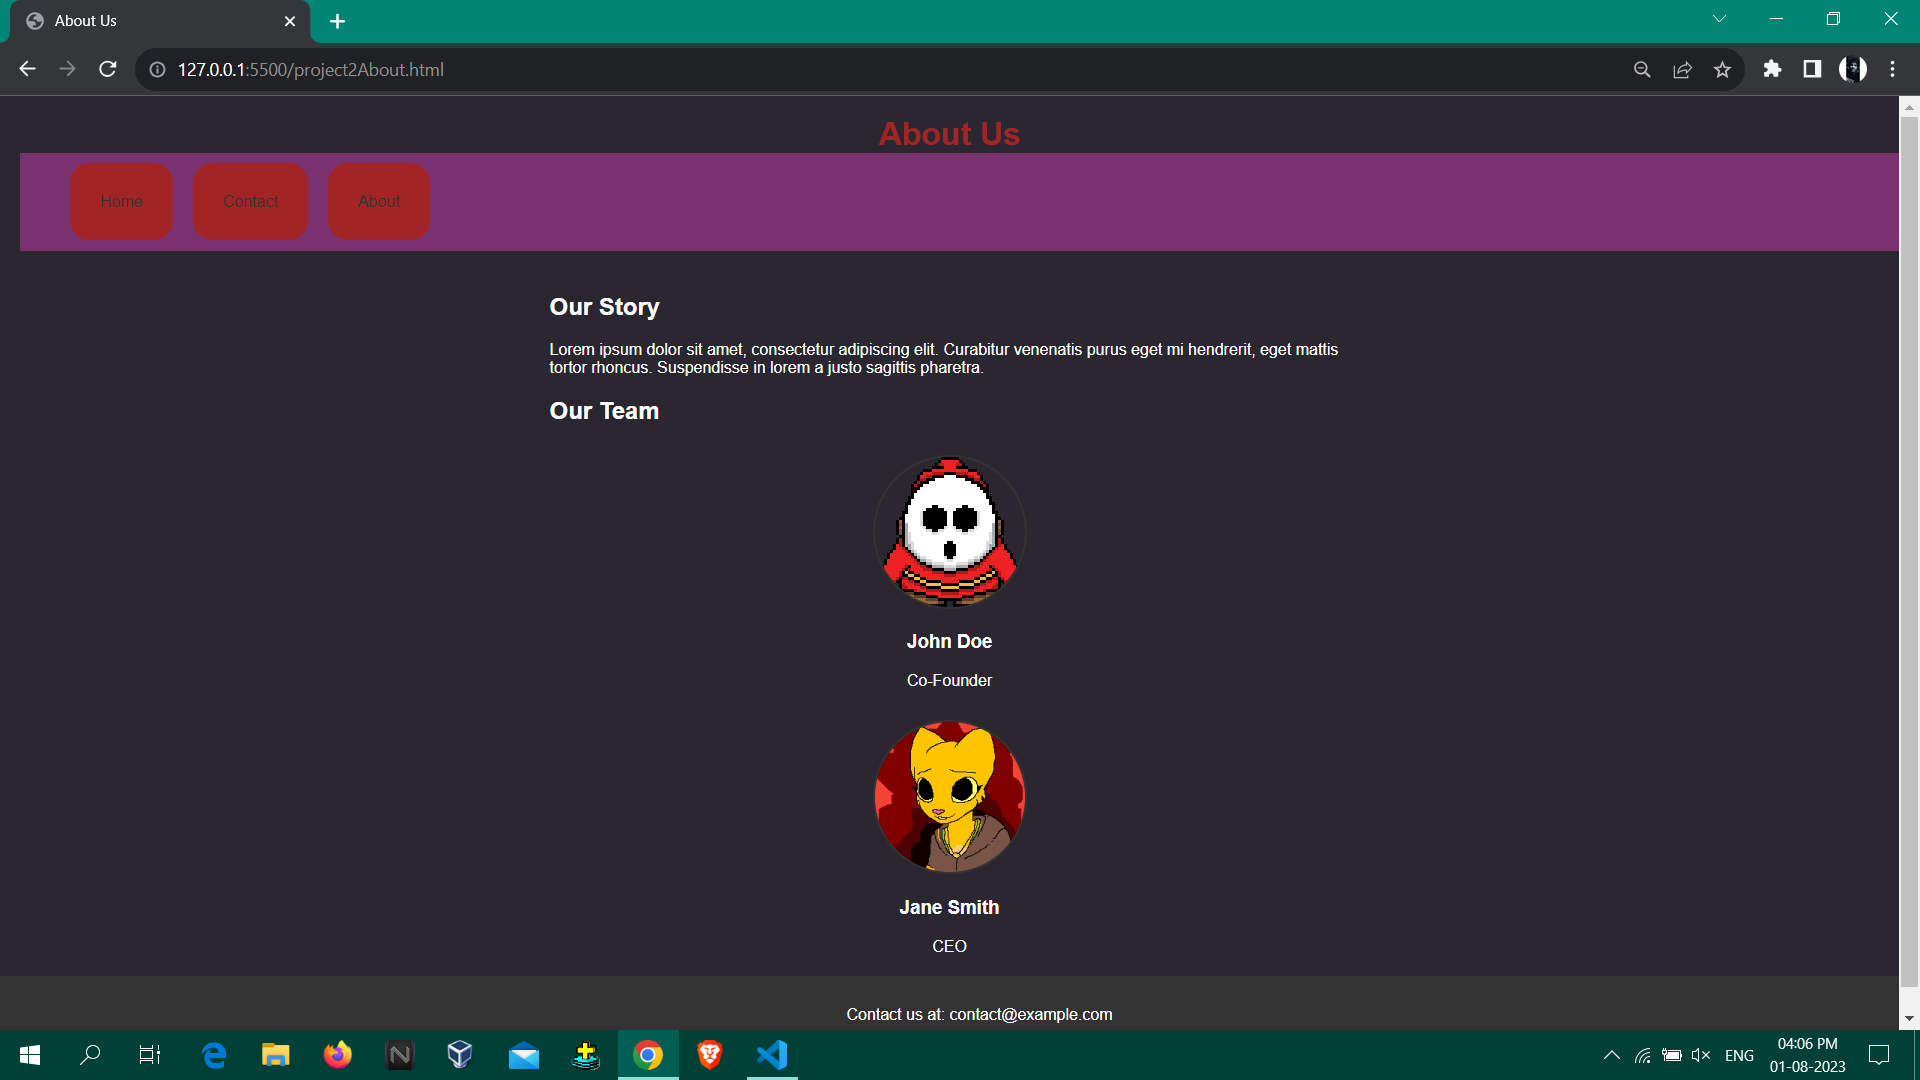 About Us
127.0.0.1:5500/project2About.html
About Us
Home Contact About
Our Story
Lorem ipsum dolor sit amet, consectetur adipiscing elit. Curabitur venenatis purus eget mi hendrerit, eget mattis
tortor rhoncus. Suspendisse in lorem a justo sagittis pharetra.
Our Team
John Doe
Co-Founder
Jane Smith
CEO
Contact us at: contact@example.com
ENG
04:06 PM
01-08-2023